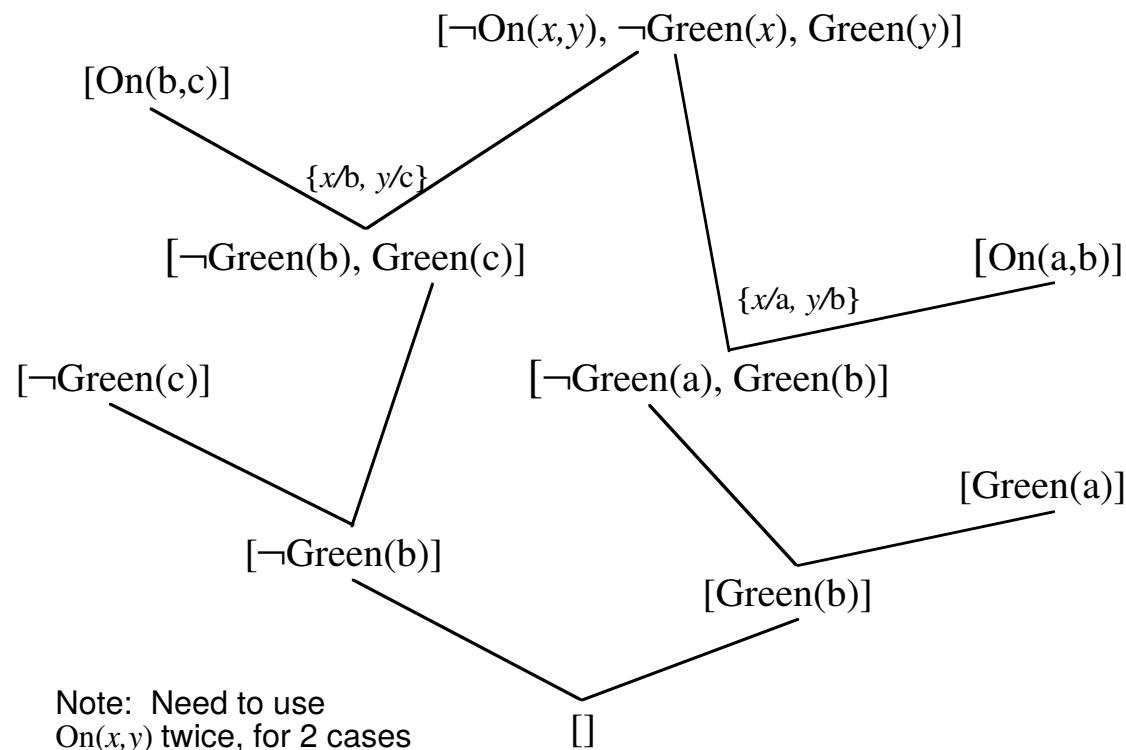 [¬On(x,y), ¬Green(x), Green(y)]
[On(b,c)]
{x/b, y/c}
[¬Green(b), Green(c)]
[On(a,b)]
{x/a, y/b}
[¬Green(c)]
[¬Green(a), Green(b)]
[Green(a)]
[¬Green(b)]
[Green(b)]
Note: Need to use
On(x,y) twice, for 2 cases
[]